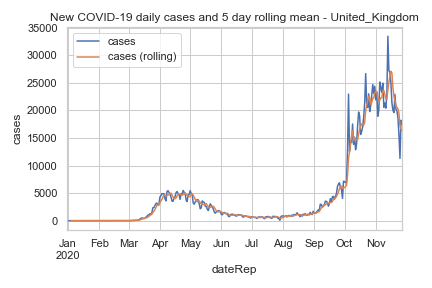 New COVID-19 daily cases and 5 day rolling mean - United_Kingdom
cases
cases (rolling)
35000
30000
25000
20000
15000
10000
5000
0
cases
Jan Feb Mar Apr May Jun Jul Aug Sep Oct Nov
2020
dateRep